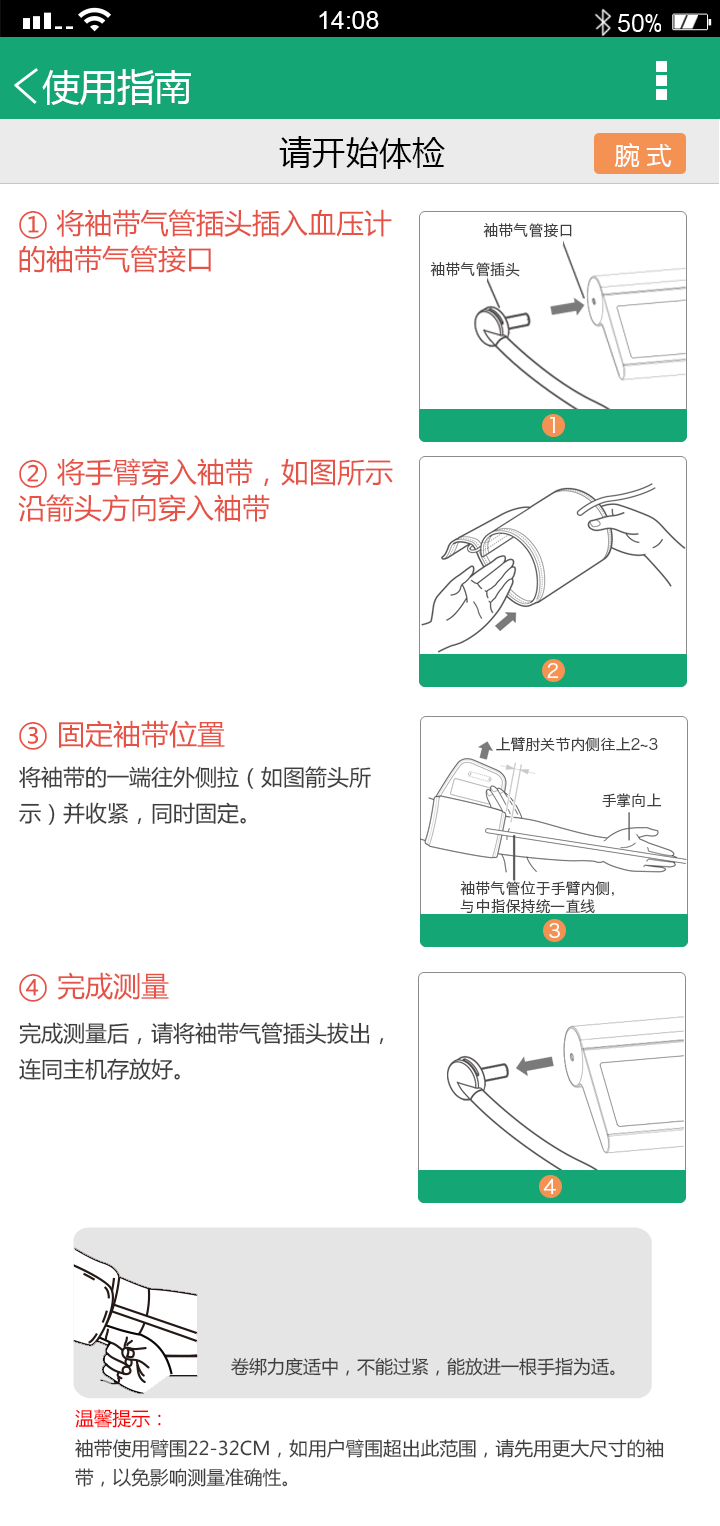 14:08
50%
使用指南
请开始体检
腕 式
① 将袖带气管插头插入血压计
的袖带气管接口
袖带气管接口
袖带气管插头
1
② 将手臂穿入袖带，如图所示
沿箭头方向穿入袖带
2
③ 固定袖带位置
将袖带的一端往外侧拉（如图箭头所
示）并收紧，同时固定。
上臂肘关节内侧往上2~3
手掌向上
袖带气管位于手臂内侧,
与中指保持统一直线
3
④ 完成测量
完成测量后，请将袖带气管插头拔出，
连同主机存放好。
4
卷绑力度适中，不能过紧，能放进一根手指为适。
温馨提示：
袖带使用臂围22-32CM，如用户臂围超出此范围，请先用更大尺寸的袖
带，以免影响测量准确性。